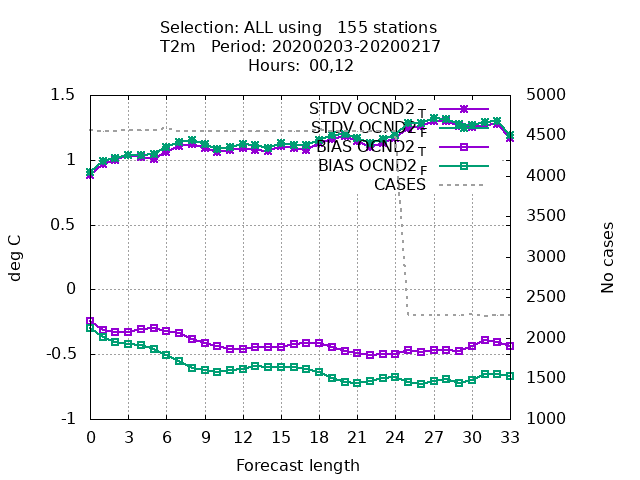 Selection: ALL using   155 stations
T2m   Period: 20200203-20200217
Hours:  00,12
1.5
1
0.5
0
-0.5
-1
deg C
5000
4500
4000
3500
3000
2500
2000
1500
1000
No cases
STDV OCND2_T
STDV OCND2_F
BIAS OCND2_T
BIAS OCND2_F
CASES
0 3 6 9 12 15 18 21 24 27 30 33
Forecast length